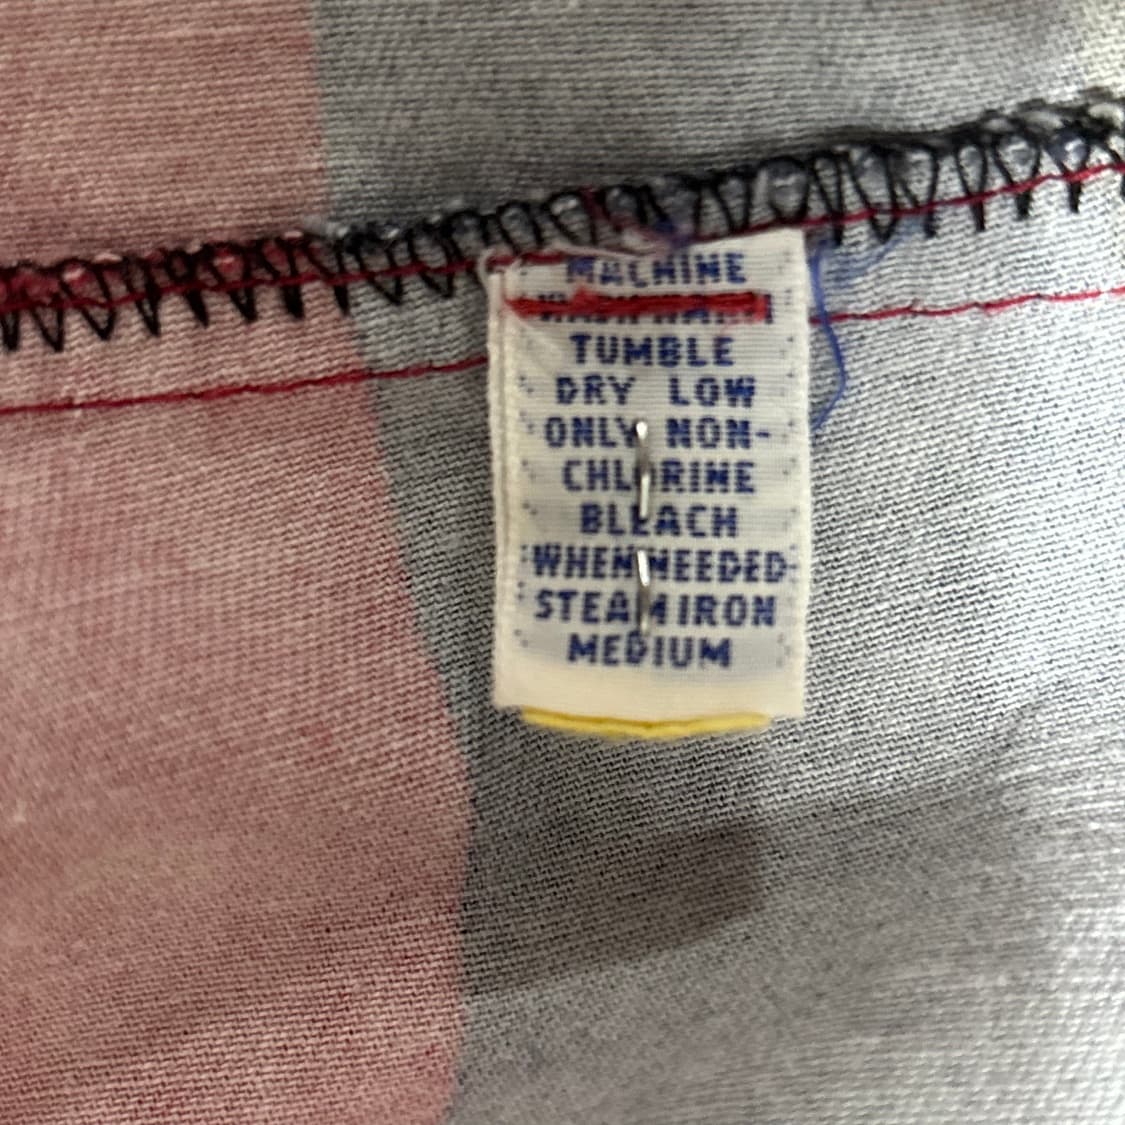 MACHINE
TUMBLE
DRY LOW
ONLY NON-
CHLORINE
BLEACH
WHEN NEEDED
STEAM IRON
MEDIUM